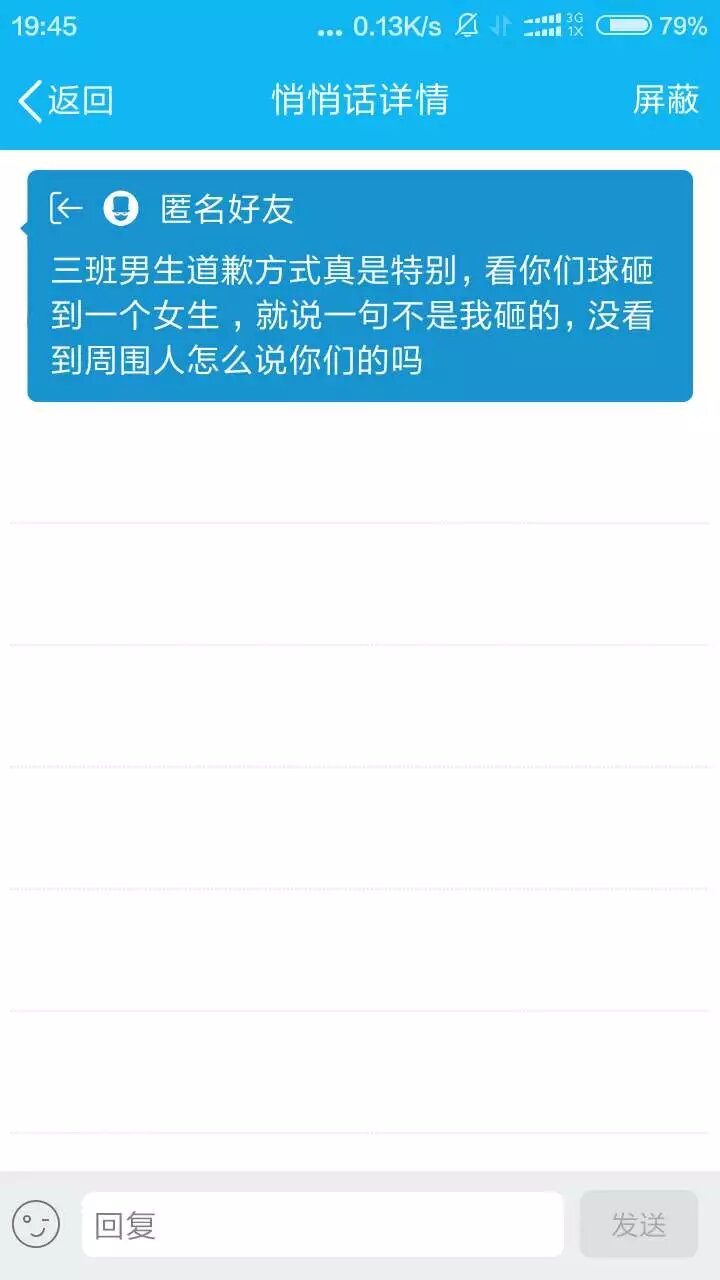 19:45 ... 0.13K/s 3G 1X 79%
返回 悄悄话详情 屏蔽
匿名好友
三班男生道歉方式真是特别,看你们球砸
到一个女生，就说一句不是我砸的,没看
到周围人怎么说你们的吗
回复 发送